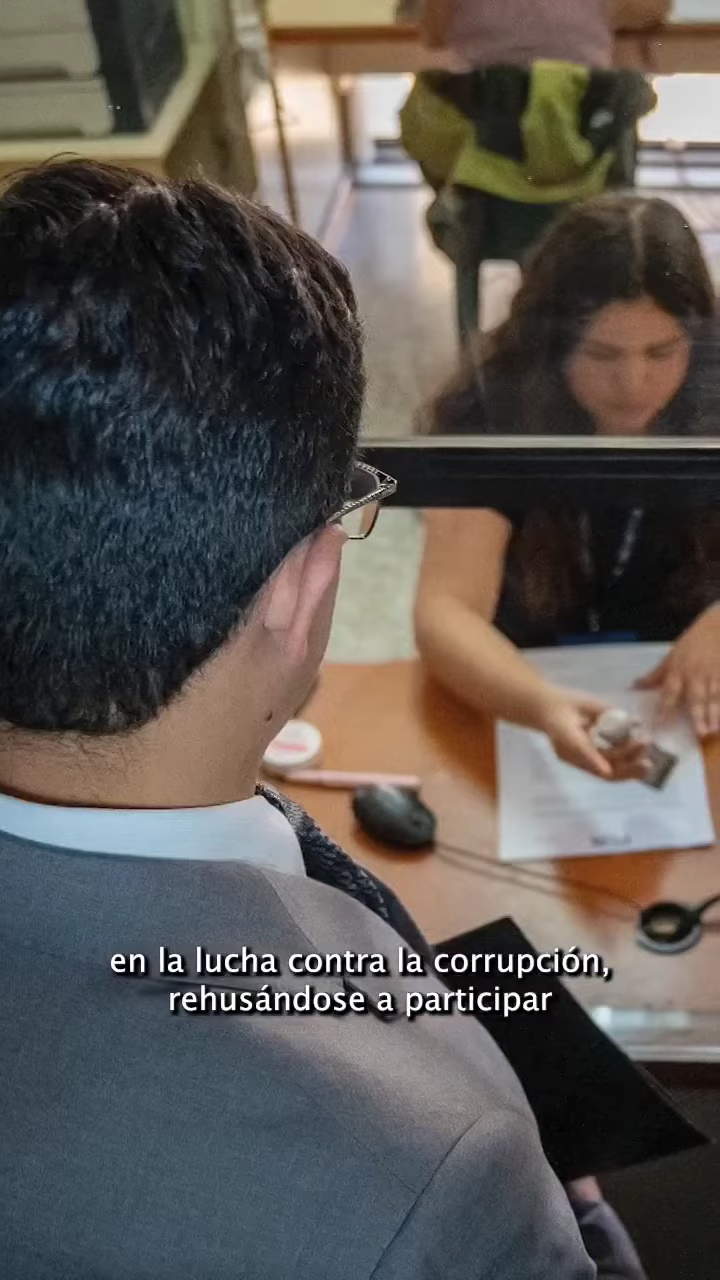 en la lucha contra la corrupción,
rehusándose a participar